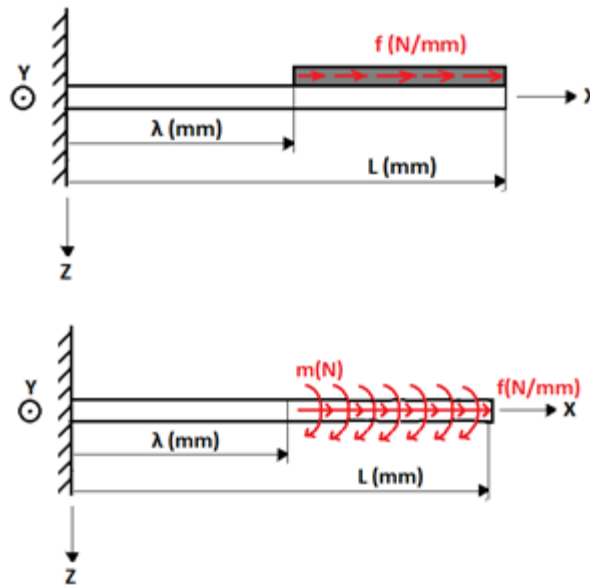 f (N/mm)
Y
X
λ (mm)
L (mm)
Z
m(N)
f(N/mm)
Y
X
λ (mm)
L (mm)
Z